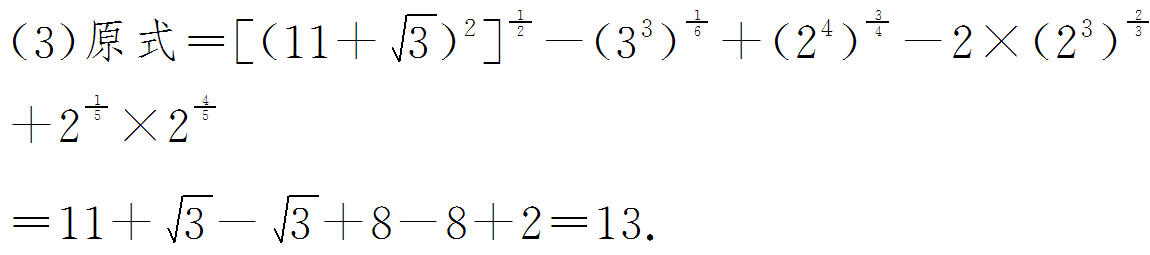 (3)原式=[(11+√3)²]^{1/2}-(3³)^{1/6}+(2⁴)^{3/4}-2×(2³)^{2/3}
+2^{1/5}×2^{4/5}
=11+√3-√3+8-8+2=13.